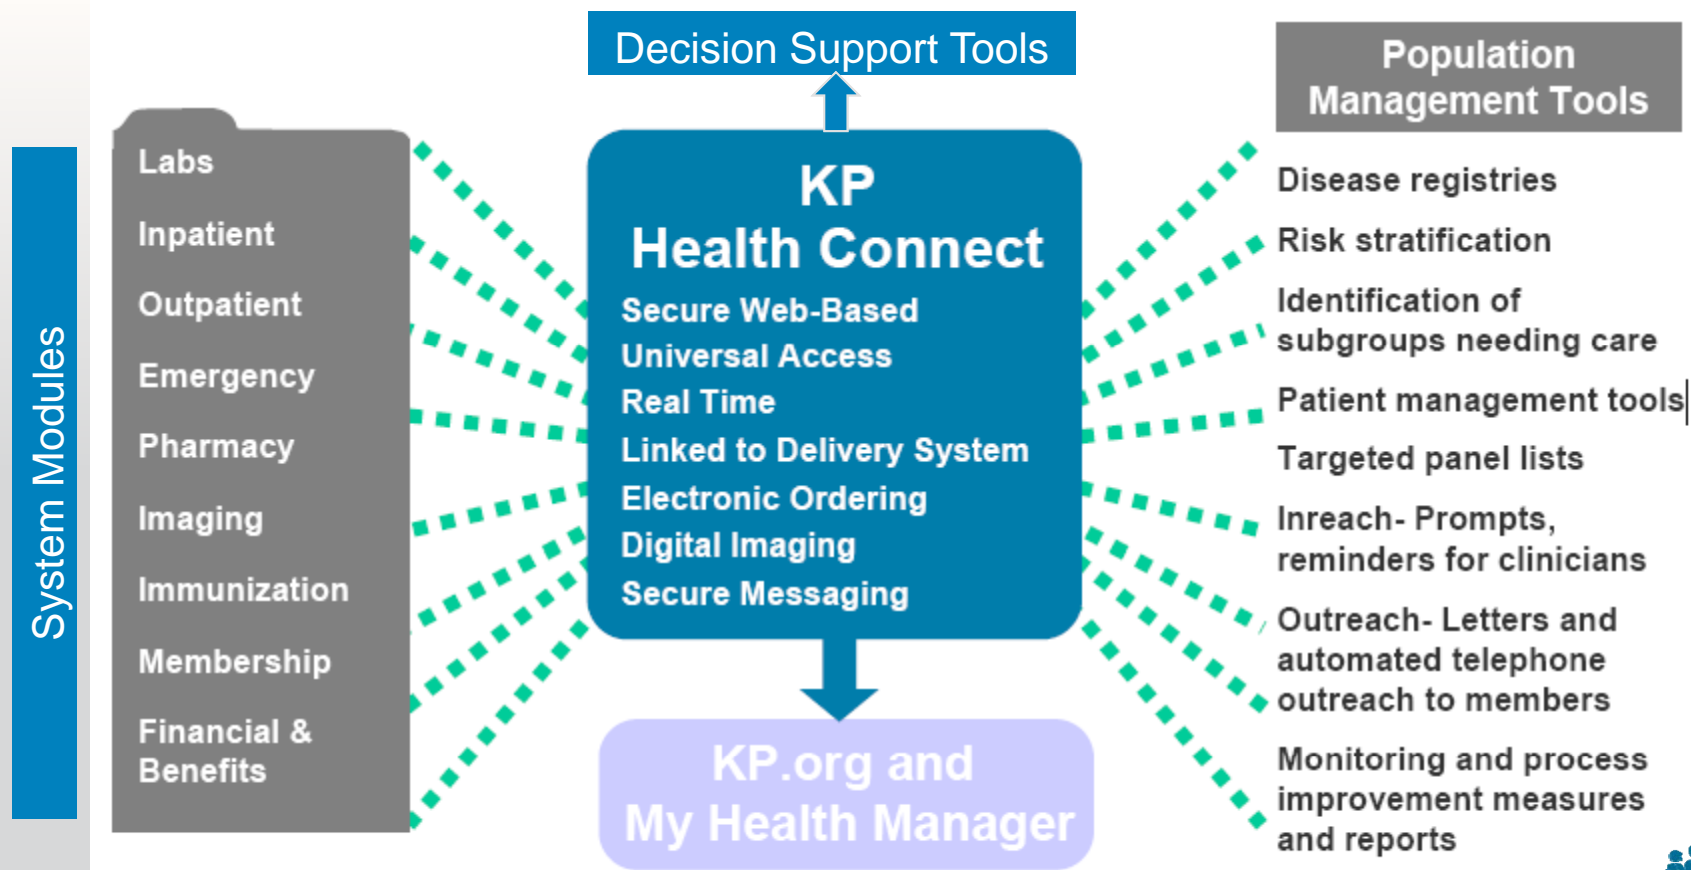 Decision Support Tools
System Modules
Labs
Inpatient
Outpatient
Emergency
Pharmacy
Imaging
Immunization
Membership
Financial &
Benefits
KP
Health Connect
Secure Web-Based
Universal Access
Real Time
Linked to Delivery System
Electronic Ordering
Digital Imaging
Secure Messaging
KP.org and
My Health Manager
Population
Management Tools
Disease registries
Risk stratification
Identification of
subgroups needing care
Patient management tools
Targeted panel lists
Inreach- Prompts,
reminders for clinicians
Outreach- Letters and
automated telephone
outreach to members
Monitoring and process
improvement measures
and reports